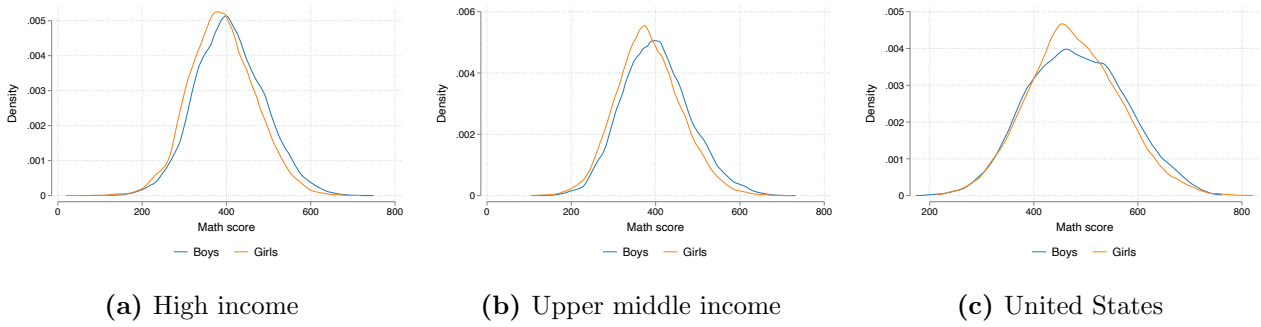 .005
.004
.003
.002
.001
0
Density
0 200 400 600 800
Math score
Boys Girls
(a) High income
.006
.004
.002
0
Density
0 200 400 600 800
Math score
Boys Girls
(b) Upper middle income
.005
.004
.003
.002
.001
0
Density
200 400 600 800
Math score
Boys Girls
(c) United States